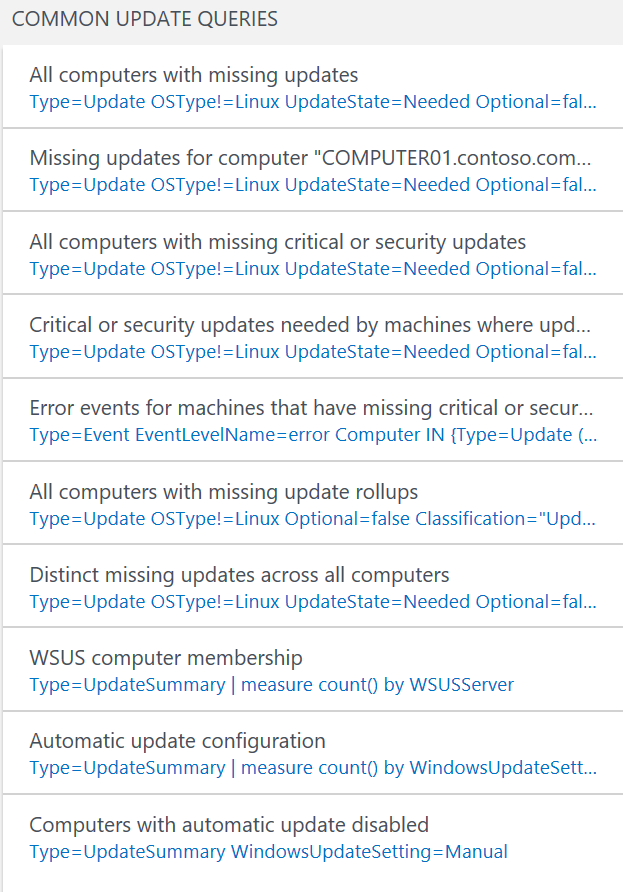 COMMON UPDATE QUERIES
All computers with missing updates
Type=Update OSType!=Linux UpdateState=Needed Optional=fal...
Missing updates for computer "COMPUTER01.contoso.com...
Type=Update OSType!=Linux UpdateState=Needed Optional=fal...
All computers with missing critical or security updates
Type=Update OSType!=Linux UpdateState=Needed Optional=fal...
Critical or security updates needed by machines where upd...
Type=Update OSType!=Linux UpdateState=Needed Optional=fal...
Error events for machines that have missing critical or secur...
Type=Event EventLevelName=error Computer IN {Type=Update (...
All computers with missing update rollups
Type=Update OSType!=Linux Optional=false Classification="Upd...
Distinct missing updates across all computers
Type=Update OSType!=Linux UpdateState=Needed Optional=fal...
WSUS computer membership
Type=UpdateSummary | measure count() by WSUSServer
Automatic update configuration
Type=UpdateSummary | measure count() by WindowsUpdateSett...
Computers with automatic update disabled
Type=UpdateSummary WindowsUpdateSetting=Manual